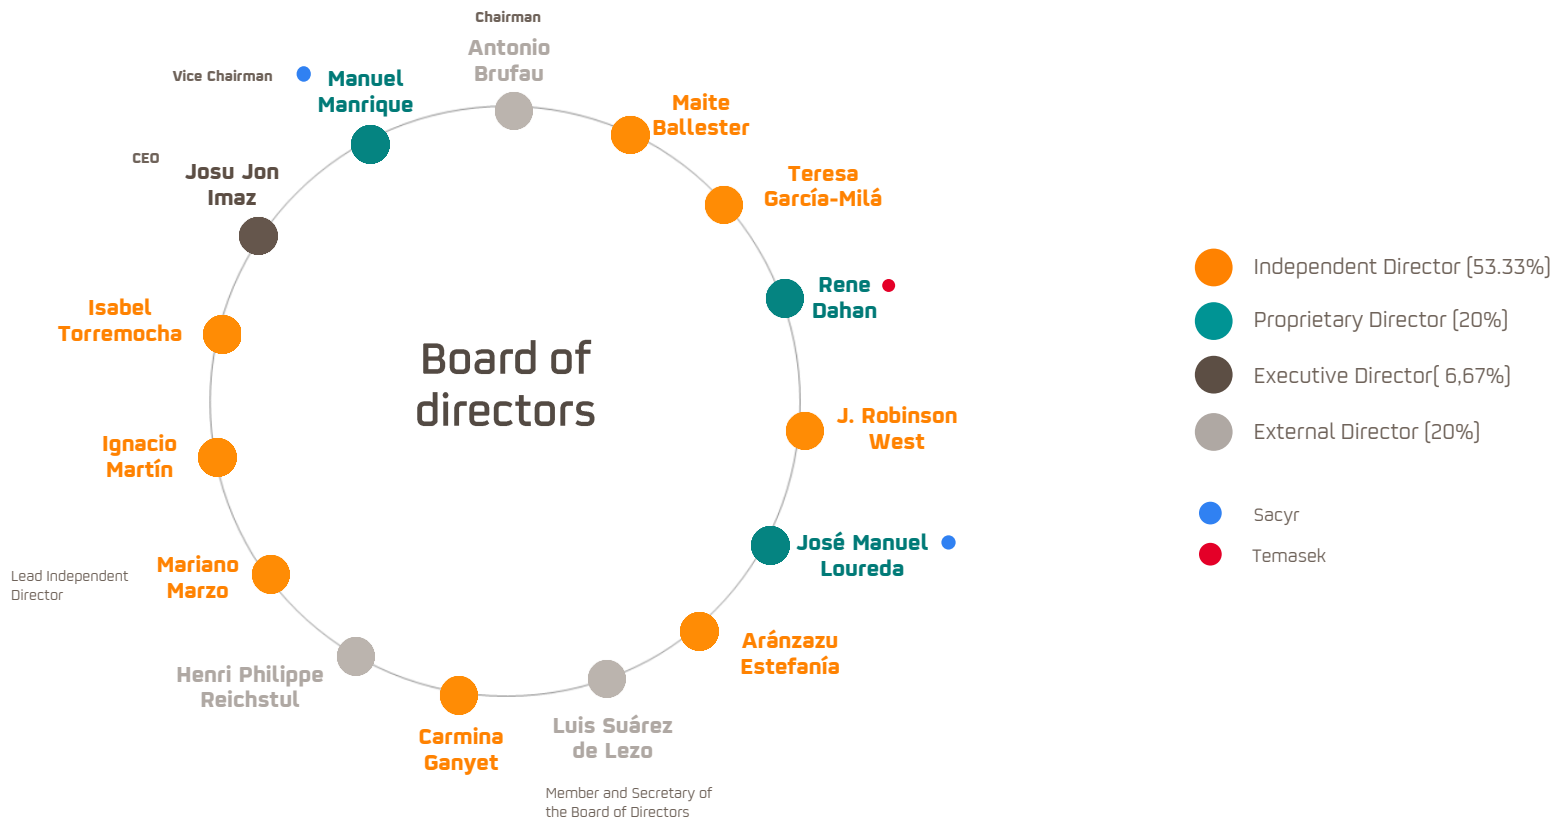 Chairman
Antonio
Brufau
Vice Chairman
Manuel
Manrique
Maite
Ballester
CEO
Josu Jon
Imaz
Teresa
García-Milá
Rene
Dahan
Isabel
Torremocha
Board of
directors
J. Robinson
West
Ignacio
Martín
José Manuel
Loureda
Lead Independent
Director
Mariano
Marzo
Aránzazu
Estefanía
Henri Philippe
Reichstul
Carmina
Ganyet
Luis Suárez
de Lezo
Member and Secretary of
the Board of Directors
Independent Director (53.33%)
Proprietary Director (20%)
Executive Director( 6,67%)
External Director (20%)
Sacyr
Temasek